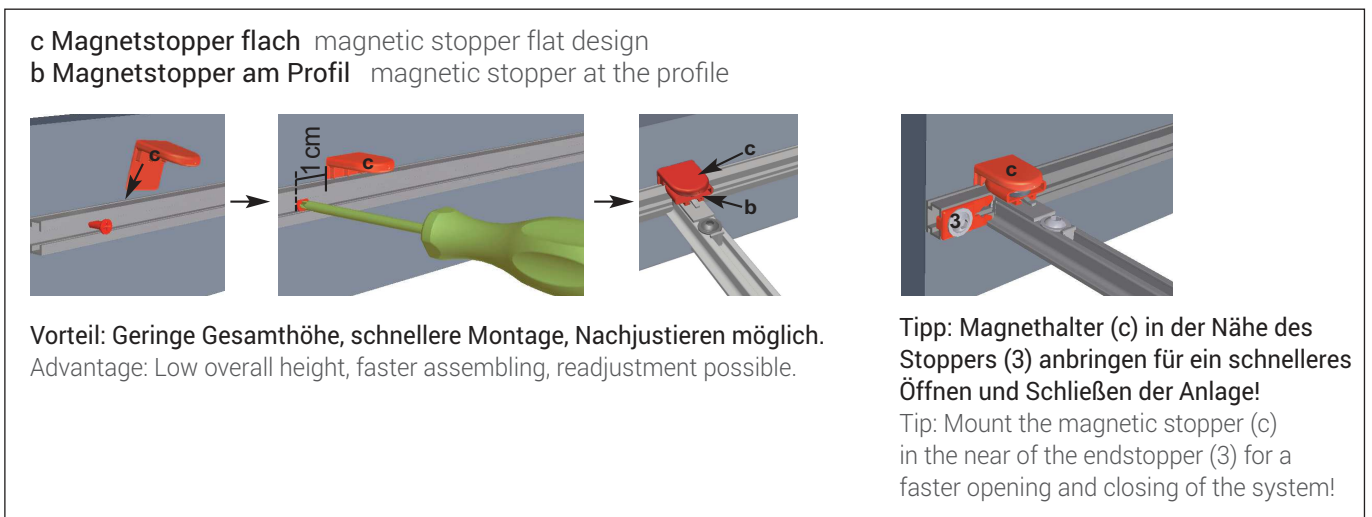 c Magnetstopper flach magnetic stopper flat design
b Magnetstopper am Profil magnetic stopper at the profile
c
1 cm
c
c
b
c
3
Vorteil: Geringe Gesamthöhe, schnellere Montage, Nachjustieren möglich.
Advantage: Low overall height, faster assembling, readjustment possible.
Tipp: Magnethalter (c) in der Nähe des
Stoppers (3) anbringen für ein schnelleres
Öffnen und Schließen der Anlage!
Tip: Mount the magnetic stopper (c)
in the near of the endstopper (3) for a
faster opening and closing of the system!